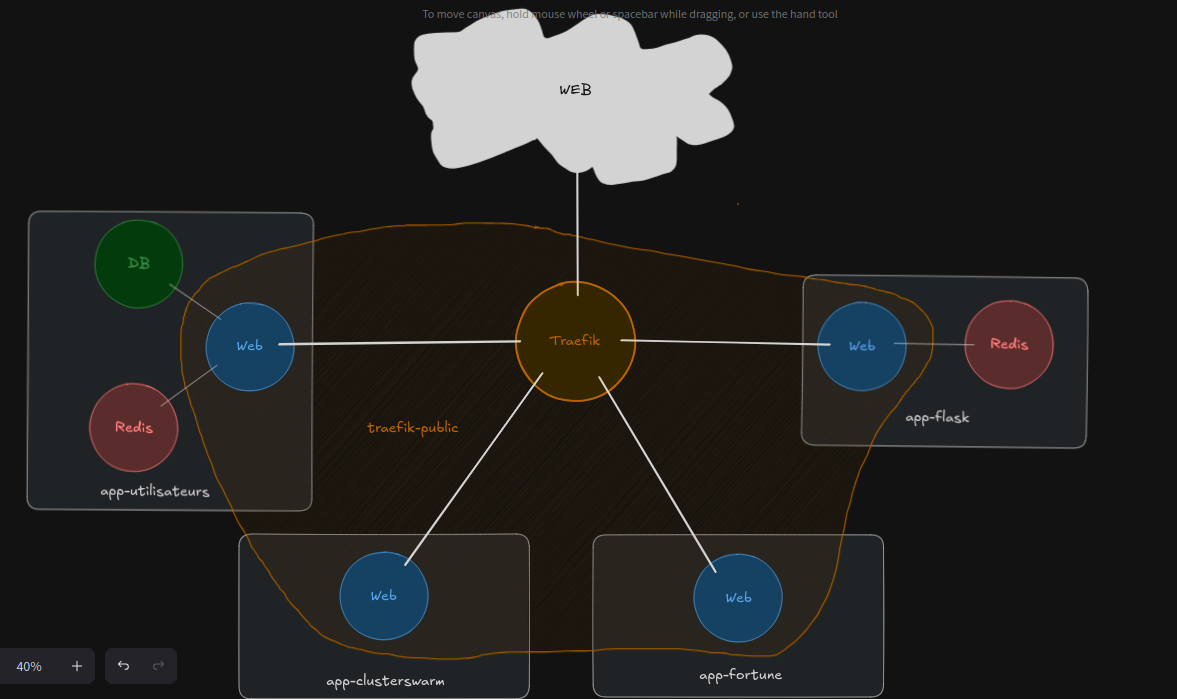 To move canvas, hold mouse wheel or spacebar while dragging, or use the hand tool
WEB
DB
Web
Traefik
Web
Redis
Redis
traefik-public
app-flask
app-utilisateurs
Web
Web
app-clusterswarm
app-fortune
40%